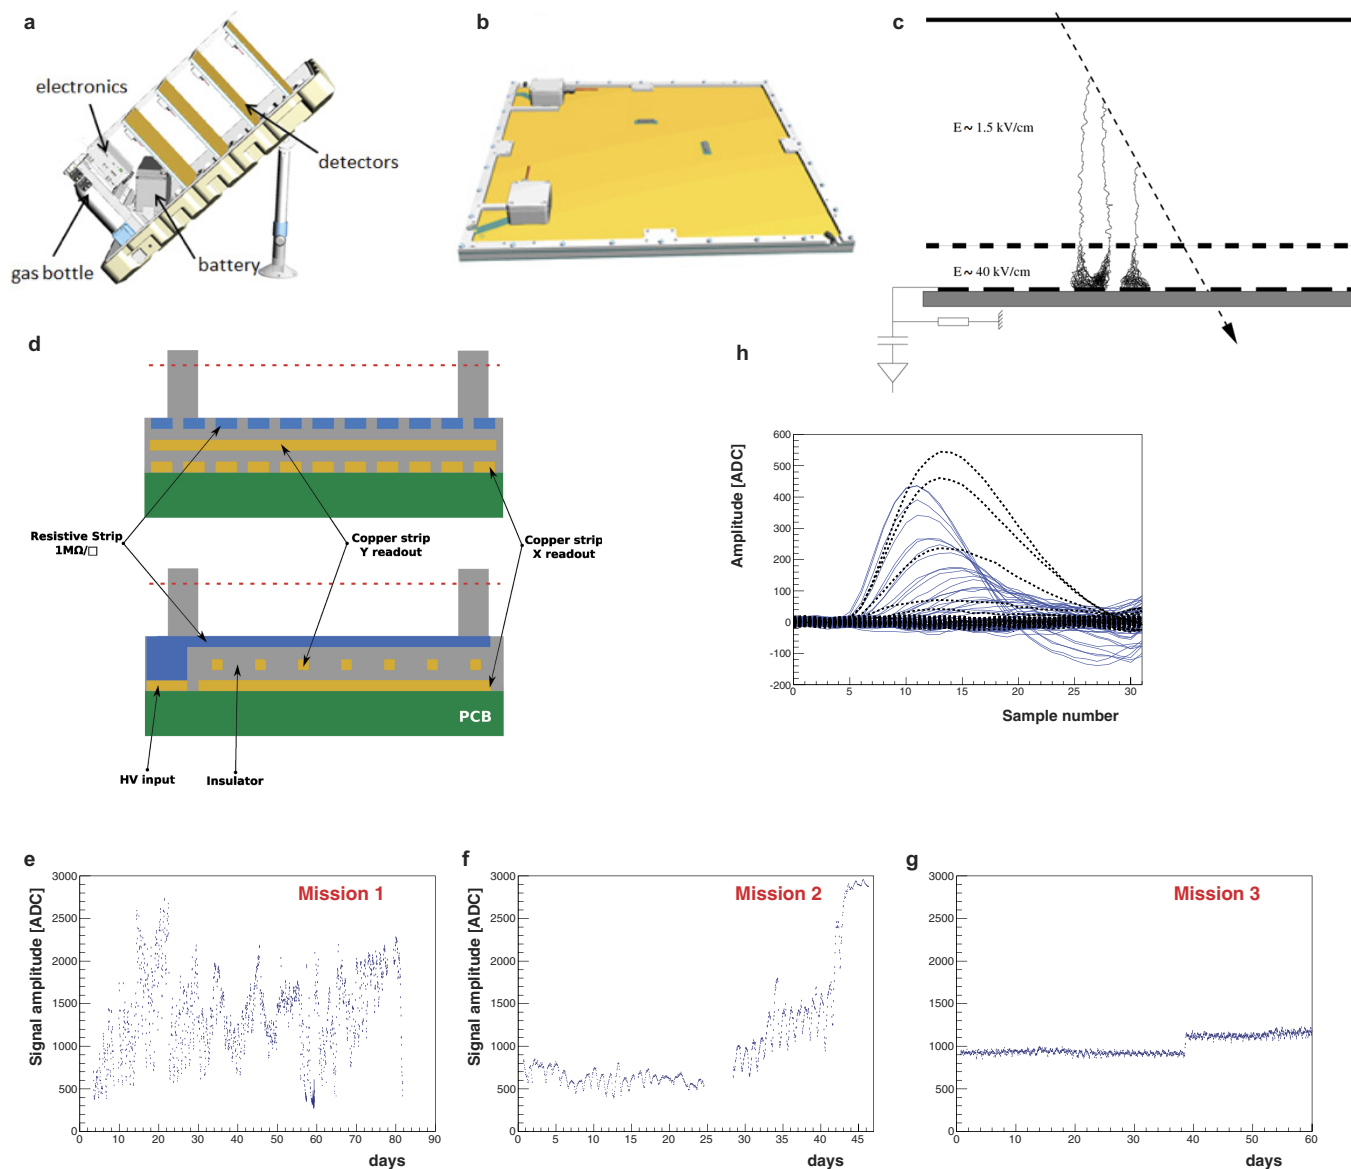 a
electronics
detectors
gas bottle
battery
b
c
E ~ 1.5 kV/cm
E ~ 40 kV/cm
d
Resistive Strip
1MΩ/□
Copper strip
Y readout
Copper strip
X readout
PCB
HV input
Insulator
h
Amplitude [ADC]
600
500
400
300
200
100
0
-100
-200
0 5 10 15 20 25 30
Sample number
e
Mission 1
Signal amplitude [ADC]
3000
2500
2000
1500
1000
500
0
0 10 20 30 40 50 60 70 80 90
days
f
Mission 2
Signal amplitude [ADC]
3000
2500
2000
1500
1000
500
0
0 5 10 15 20 25 30 35 40 45
days
g
Mission 3
3000
2500
2000
1500
1000
500
0
0 10 20 30 40 50 60
days